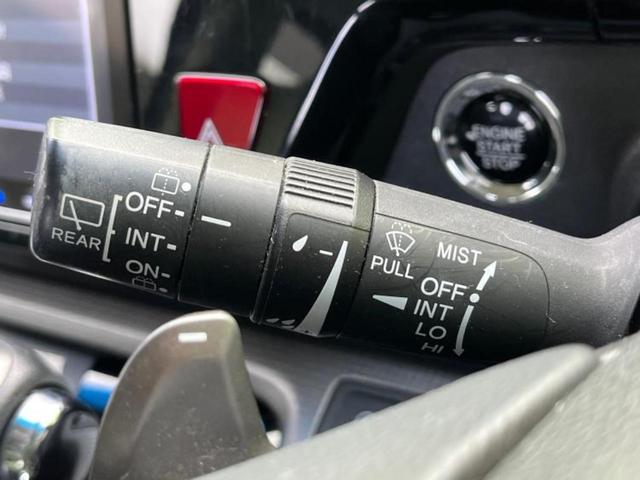 REAR
OFF
INT
ON
PULL
MIST
OFF
INT
LO
HI
ENGINE
START
STOP